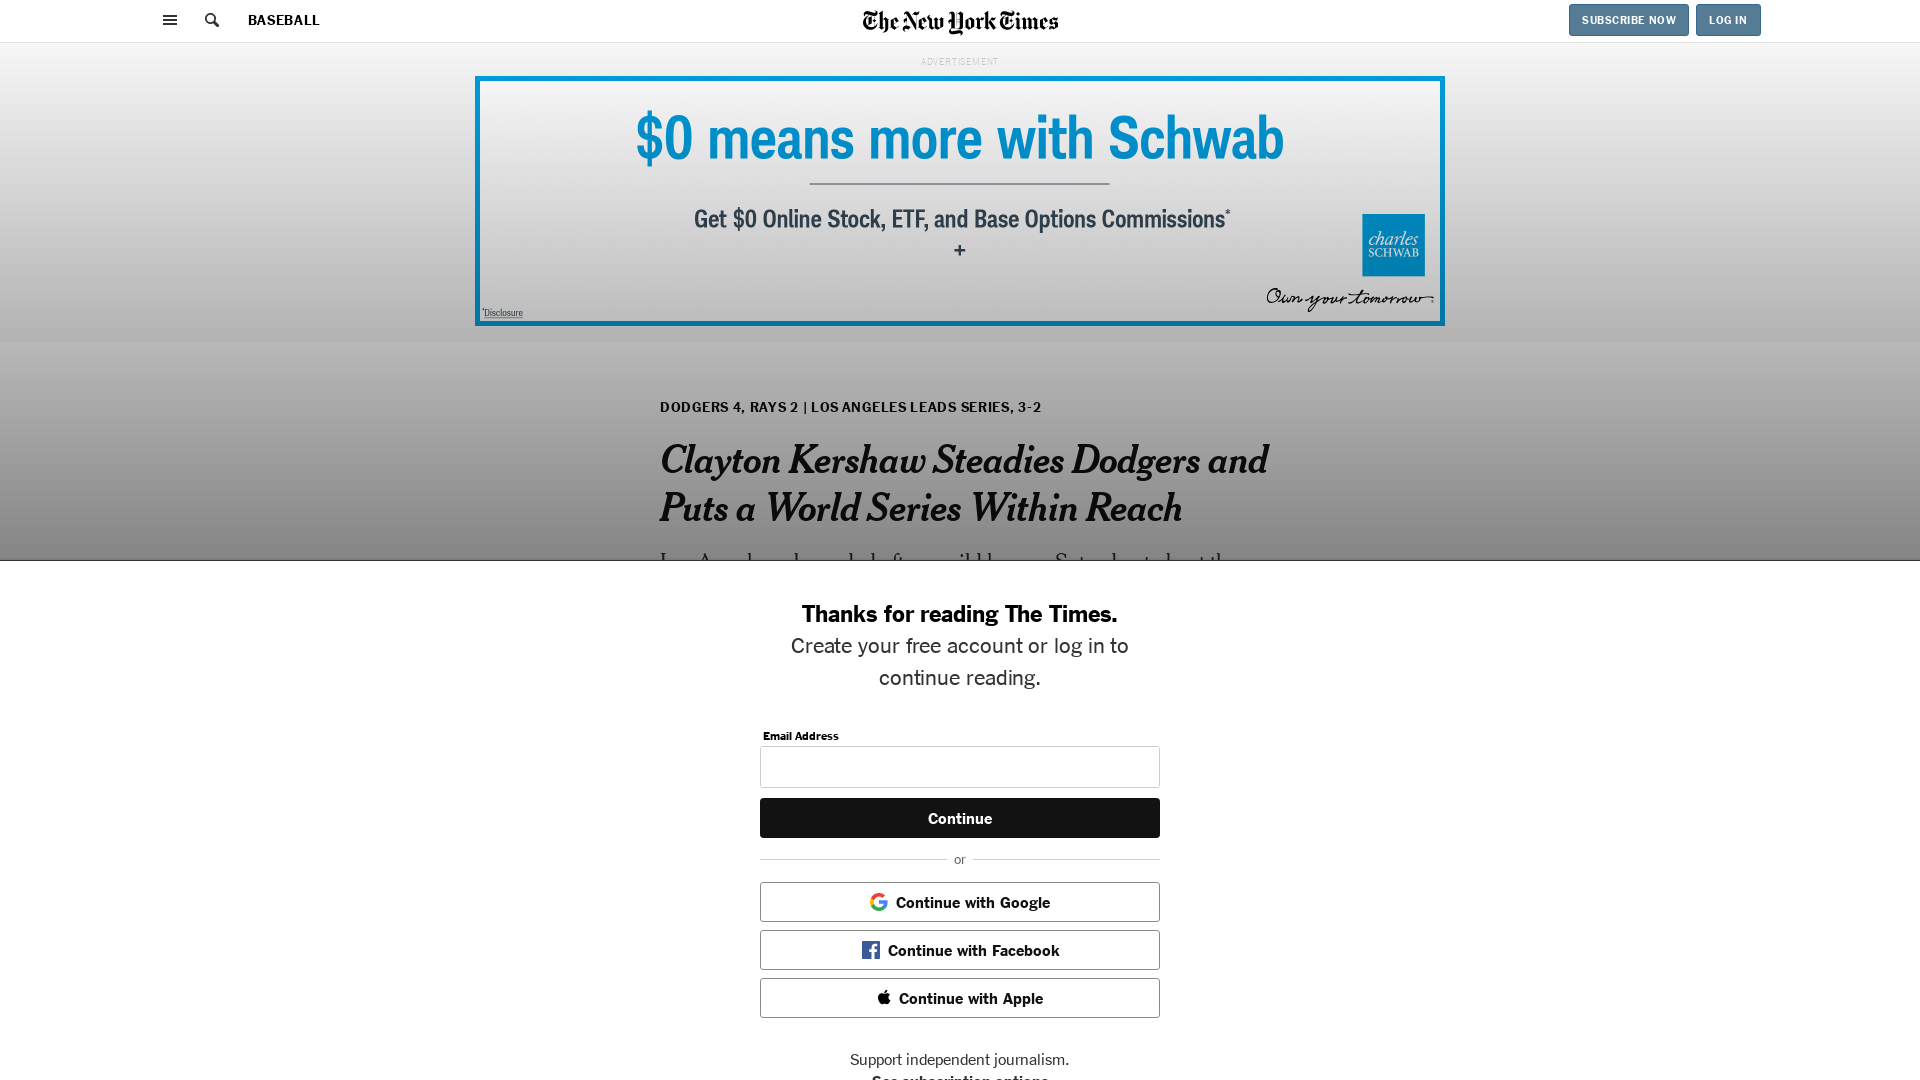 BASEBALL
The New York Times
SUBSCRIBE NOW
LOG IN
ADVERTISEMENT
$0 means more with Schwab
Get $0 Online Stock, ETF, and Base Options Commissions*
+
charles
SCHWAB
Own your tomorrow
*Disclosure
DODGERS 4, RAYS 2 | LOS ANGELES LEADS SERIES, 3-2
Clayton Kershaw Steadies Dodgers and
Puts a World Series Within Reach
Thanks for reading The Times.
Create your free account or log in to
continue reading.
Email Address
Continue
or
Continue with Google
Continue with Facebook
Continue with Apple
Support independent journalism.
See subscription options